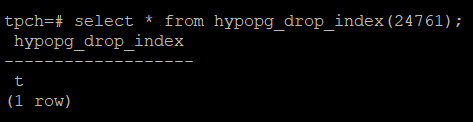 tpch=# select * from hypopg_drop_index(24761);
 hypopg_drop_index
-------------------
 t
(1 row)